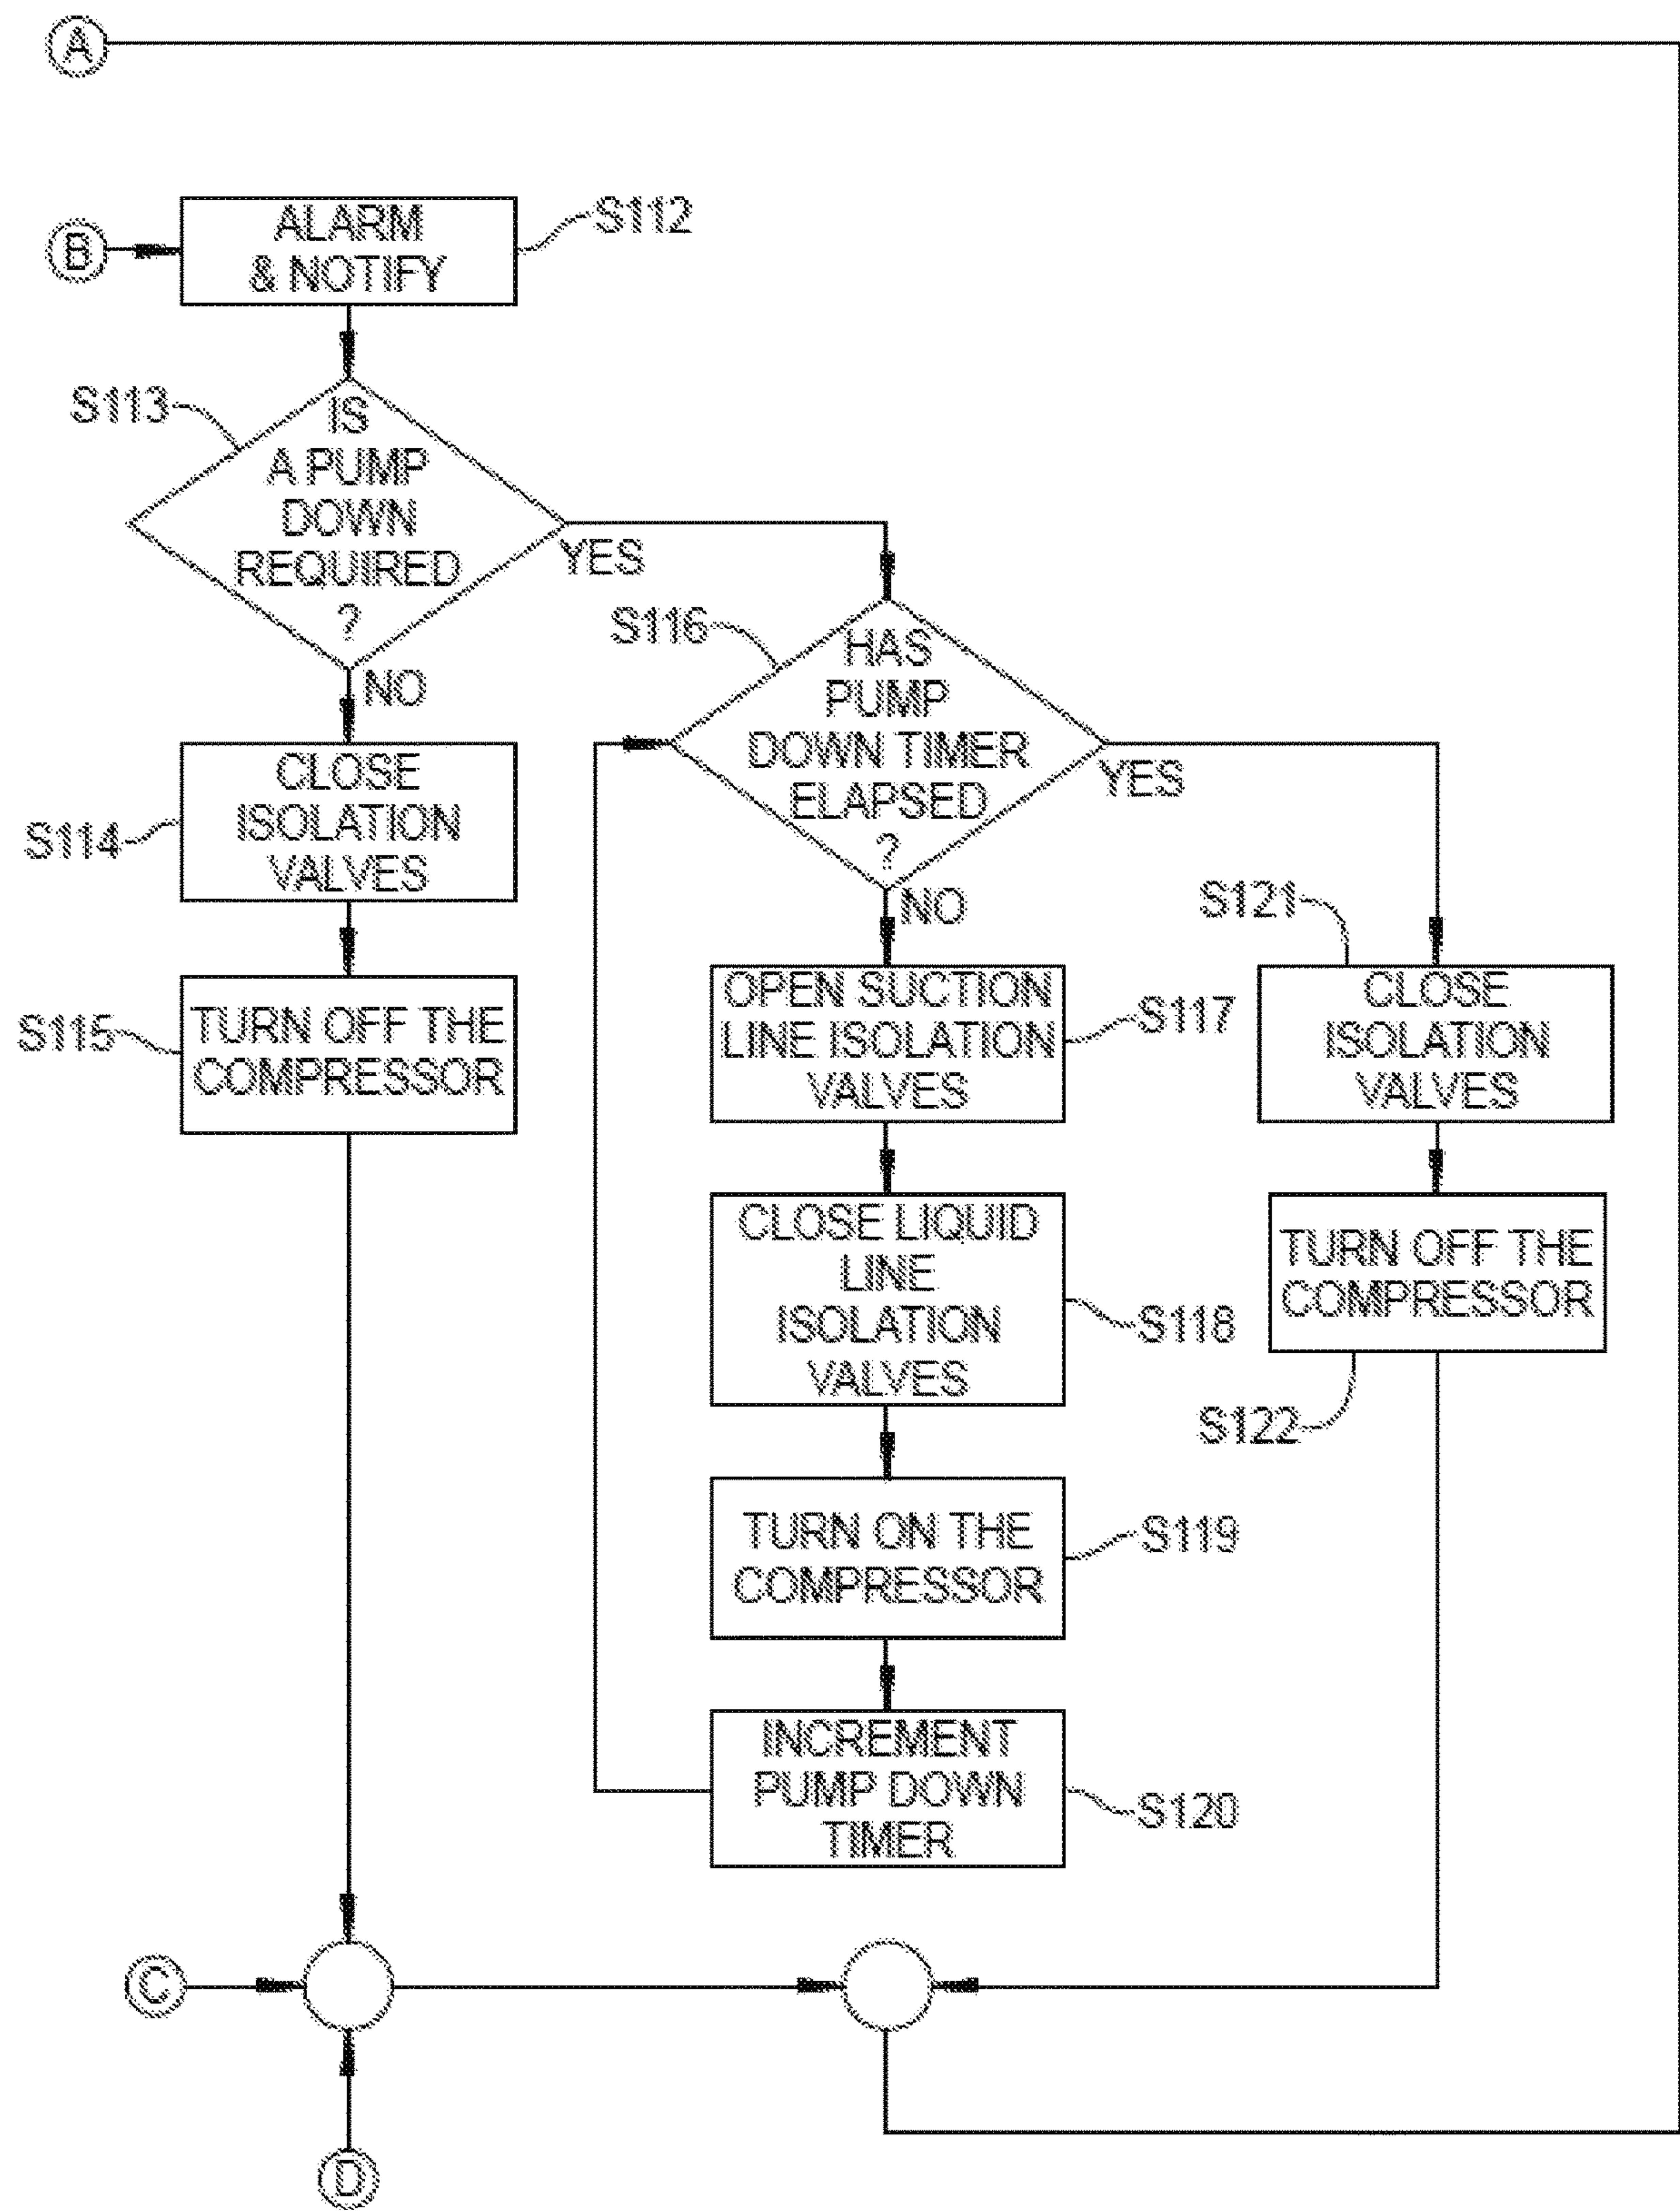 A
B
ALARM
& NOTIFY
S112
S113
IS
A PUMP
DOWN
REQUIRED
?
YES
NO
S114
CLOSE
ISOLATION
VALVES
S115
TURN OFF THE
COMPRESSOR
S116
HAS
PUMP
DOWN TIMER
ELAPSED
?
YES
NO
OPEN SUCTION
LINE ISOLATION
VALVES
S117
CLOSE LIQUID
LINE
ISOLATION
VALVES
S118
TURN ON THE
COMPRESSOR
S119
INCREMENT
PUMP DOWN
TIMER
S120
S121
CLOSE
ISOLATION
VALVES
TURN OFF THE
COMPRESSOR
S122
C
D